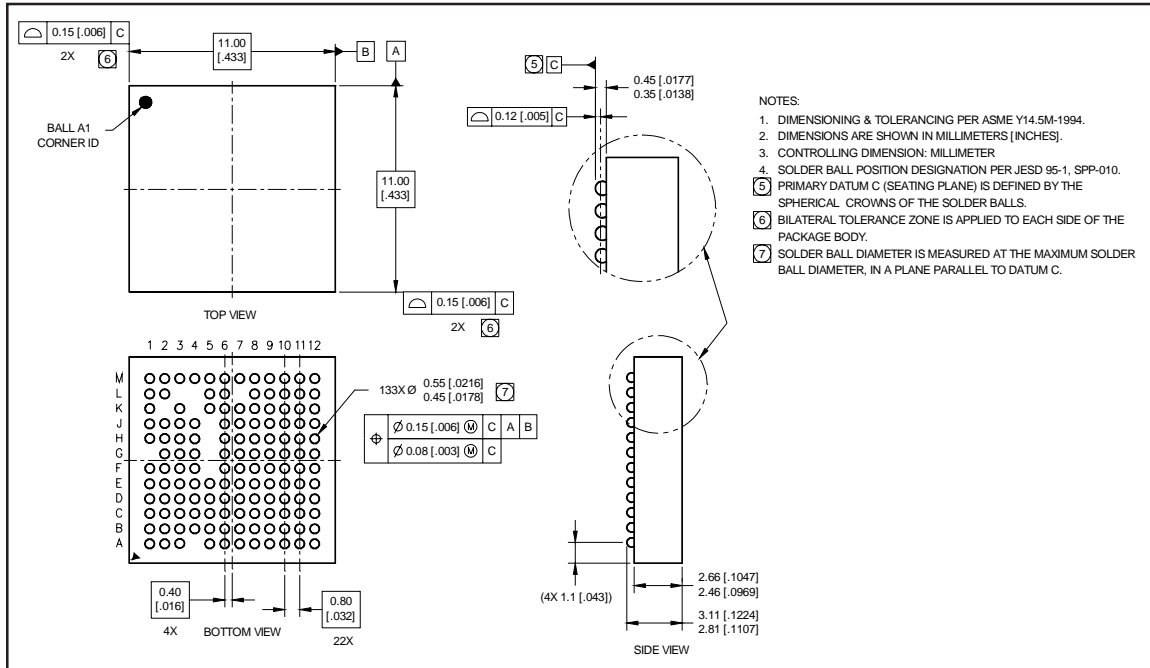 0.15 [.006] C
2X 6
11.00
[.433]
B
A
BALL A1
CORNER ID
11.00
[.433]
TOP VIEW
0.15 [.006] C
2X 6
5 C
0.45 [.0177]
0.35 [.0138]
0.12 [.005] C
NOTES:
1. DIMENSIONING & TOLERANCING PER ASME Y14.5M-1994.
2. DIMENSIONS ARE SHOWN IN MILLIMETERS [INCHES].
3. CONTROLLING DIMENSION: MILLIMETER
4. SOLDER BALL POSITION DESIGNATION PER JESD 95-1, SPP-010.
5 PRIMARY DATUM C (SEATING PLANE) IS DEFINED BY THE
SPHERICAL CROWNS OF THE SOLDER BALLS.
6 BILATERAL TOLERANCE ZONE IS APPLIED TO EACH SIDE OF THE
PACKAGE BODY.
7 SOLDER BALL DIAMETER IS MEASURED AT THE MAXIMUM SOLDER
BALL DIAMETER, IN A PLANE PARALLEL TO DATUM C.
1 2 3 4 5 6 7 8 9 10 11 12
M
L
K
J
H
G
F
E
D
C
B
A
133X Ø 0.55 [.0216]
0.45 [.0178]
7
⌖ Ø 0.15 [.006] Ⓜ C A B
Ø 0.08 [.003] Ⓜ C
0.40
[.016]
4X
BOTTOM VIEW
0.80
[.032]
22X
(4X 1.1 [.043])
2.66 [.1047]
2.46 [.0969]
3.11 [.1224]
2.81 [.1107]
SIDE VIEW